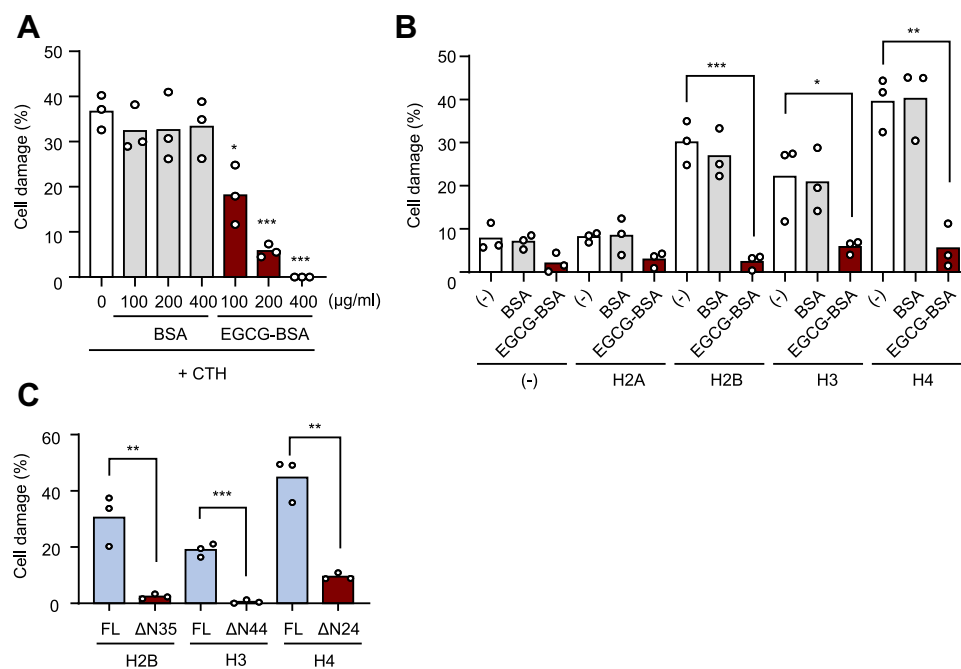 A
Cell damage (%)
50
40
30
20
10
0
*
***
***
0 100 200 400 100 200 400 (μg/ml)
BSA EGCG-BSA
+ CTH
B
Cell damage (%)
50
40
30
20
10
0
***
*
**
(-) BSA EGCG-BSA (-) BSA EGCG-BSA (-) BSA EGCG-BSA (-) BSA EGCG-BSA (-) BSA EGCG-BSA
(-) H2A H2B H3 H4
C
Cell damage (%)
60
40
20
0
**
***
**
FL ΔN35 FL ΔN44 FL ΔN24
H2B H3 H4